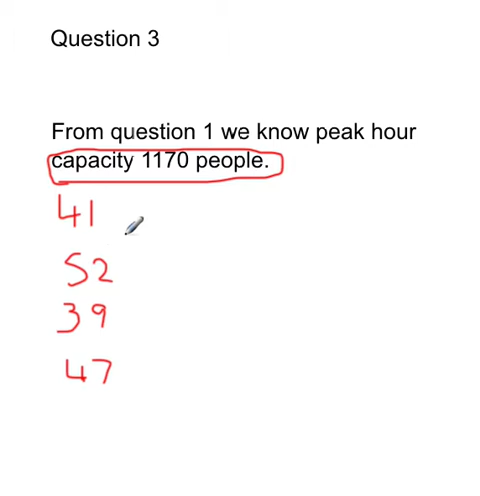 Question 3
From question 1 we know peak hour
capacity 1170 people.
41
52
39
47